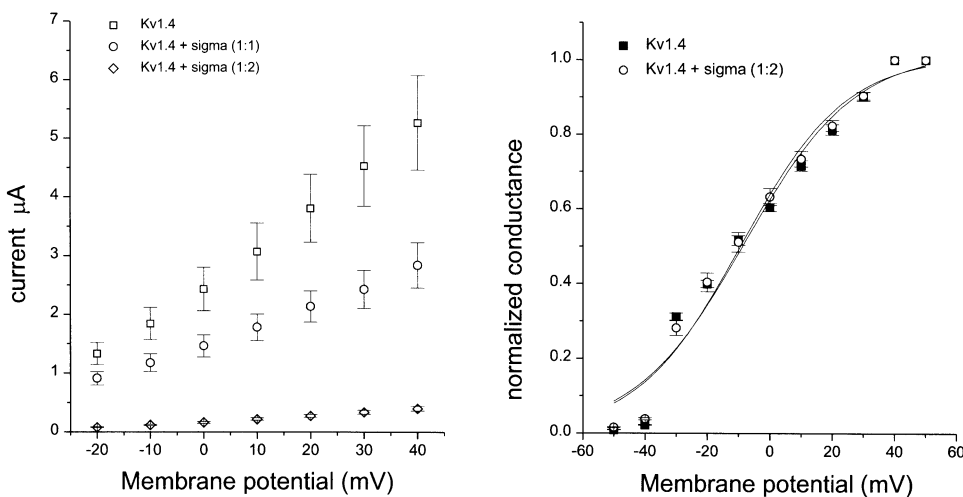 7
6
5
4
3
2
1
0
current μA
Kv1.4
Kv1.4 + sigma (1:1)
Kv1.4 + sigma (1:2)
-20 -10 0 10 20 30 40
Membrane potential (mV)
1.0
0.8
0.6
0.4
0.2
0.0
normalized conductance
Kv1.4
Kv1.4 + sigma (1:2)
-60 -40 -20 0 20 40 60
Membrane potential (mV)